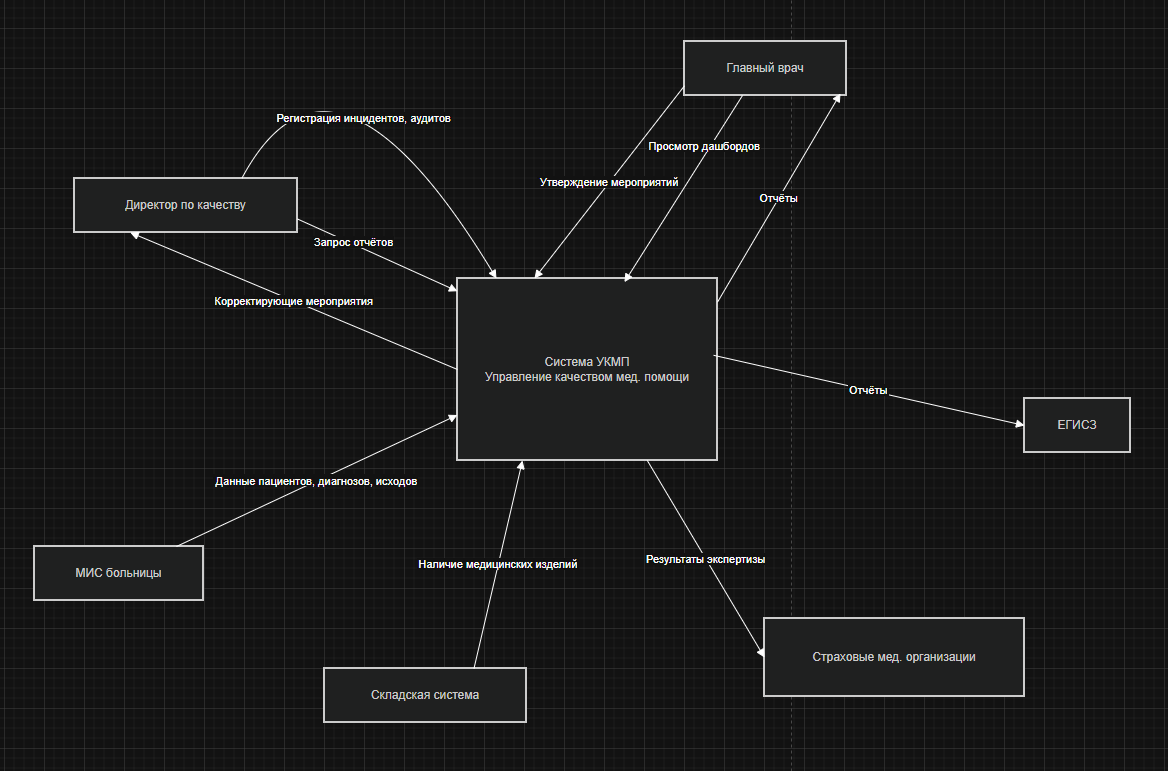 Главный врач
Регистрация инцидентов, аудитов
Просмотр дашбордов
Утверждение мероприятий
Отчёты
Директор по качеству
Запрос отчётов
Корректирующие мероприятия
Система УКМП
Управление качеством мед. помощи
Отчёты
ЕГИСЗ
Данные пациентов, диагнозов, исходов
Результаты экспертизы
Наличие медицинских изделий
МИС больницы
Страховые мед. организации
Складская система